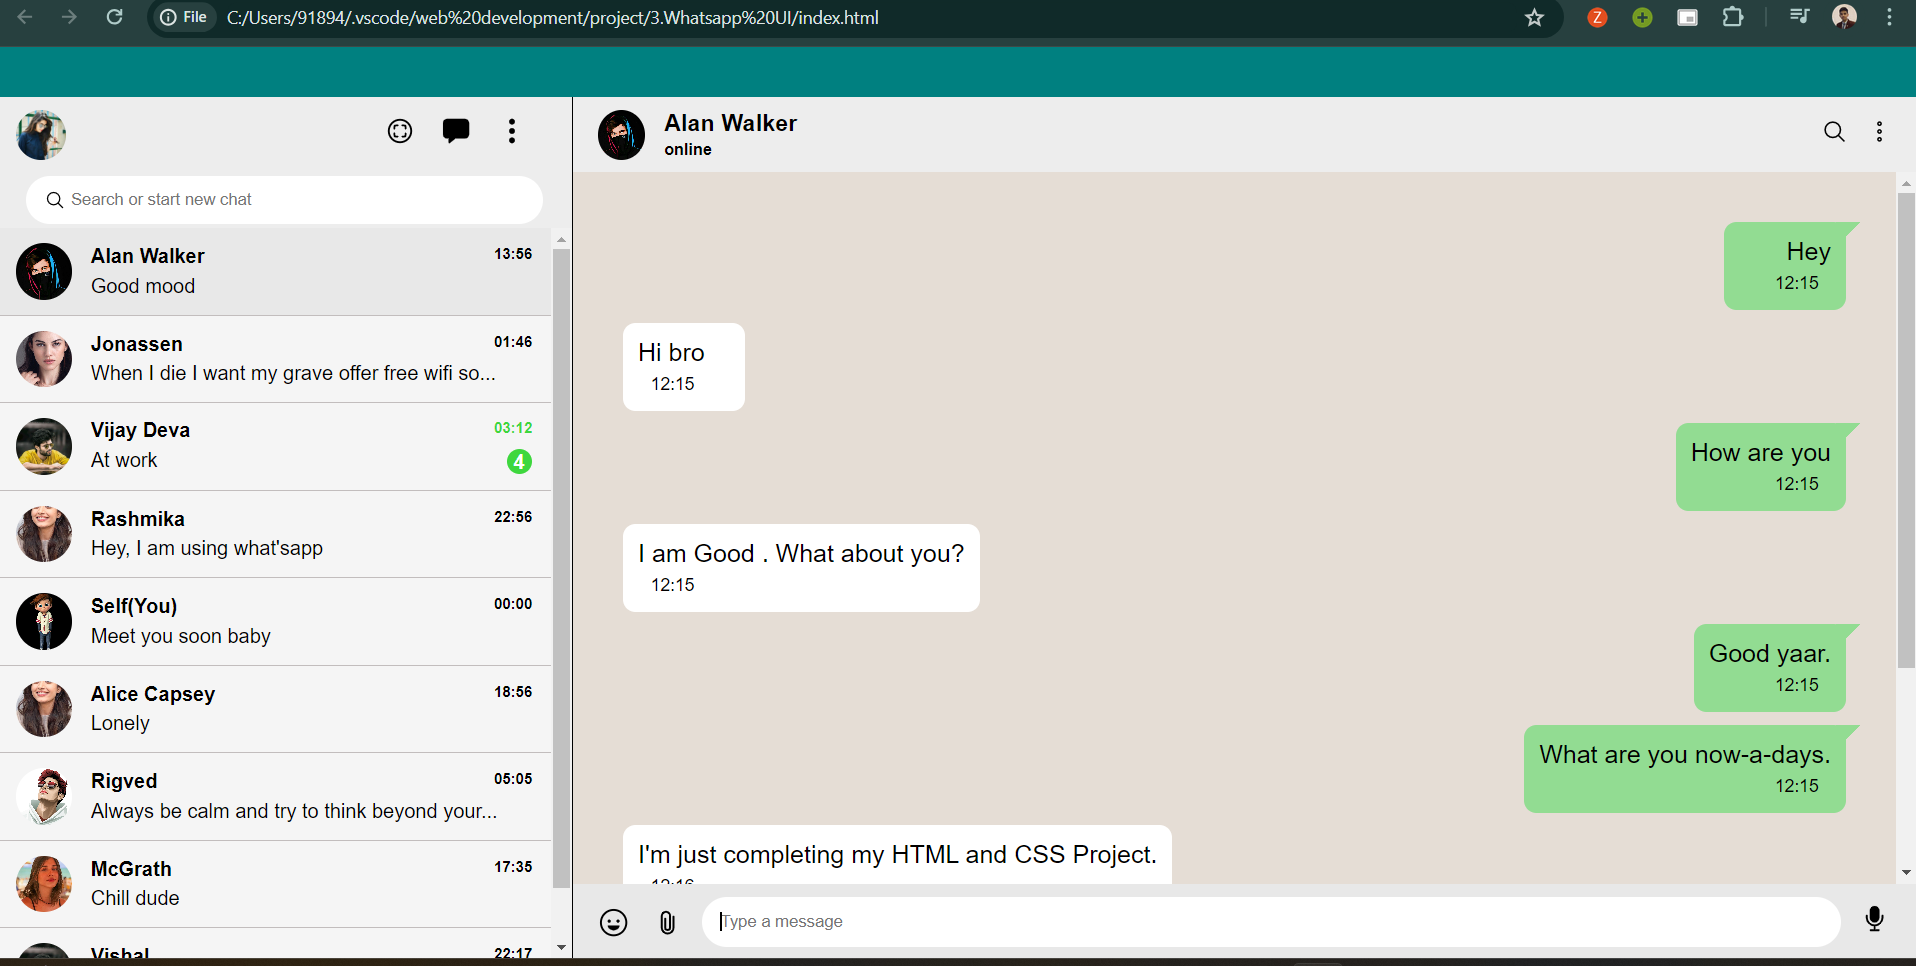 File
C:/Users/91894/.vscode/web%20development/project/3.Whatsapp%20UI/index.html
Z
Search or start new chat
Alan Walker 13:56
Good mood
Jonassen 01:46
When I die I want my grave offer free wifi so...
Vijay Deva 03:12
At work 4
Rashmika 22:56
Hey, I am using what'sapp
Self(You) 00:00
Meet you soon baby
Alice Capsey 18:56
Lonely
Rigved 05:05
Always be calm and try to think beyond your...
McGrath 17:35
Chill dude
Vishal 22:17
Alan Walker
online
Hey
12:15
Hi bro
12:15
How are you
12:15
I am Good . What about you?
12:15
Good yaar.
12:15
What are you now-a-days.
12:15
I'm just completing my HTML and CSS Project.
12:16
Type a message